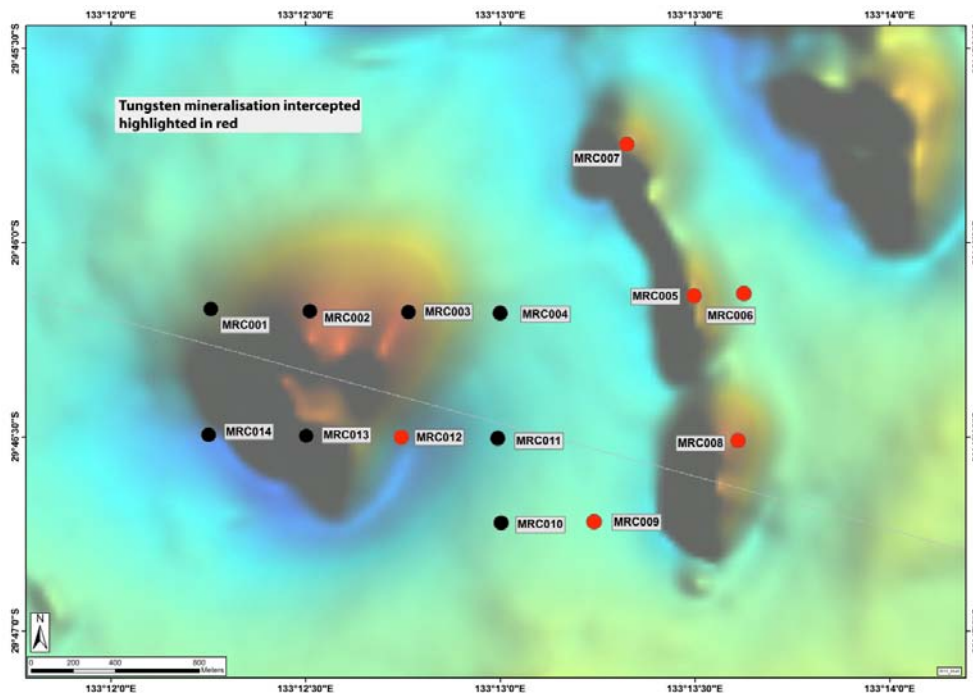 133°12'0"E 133°12'30"E 133°13'0"E 133°13'30"E 133°14'0"E
29°45'30"S
Tungsten mineralisation intercepted
highlighted in red
MRC007
29°46'0"S
MRC005
MRC006
MRC001
MRC002
MRC003
MRC004
29°46'30"S
MRC014
MRC013
MRC012
MRC011
MRC008
MRC010
MRC009
29°47'0"S
N
0 200 400 800
Meters
133°12'0"E 133°12'30"E 133°13'0"E 133°13'30"E 133°14'0"E